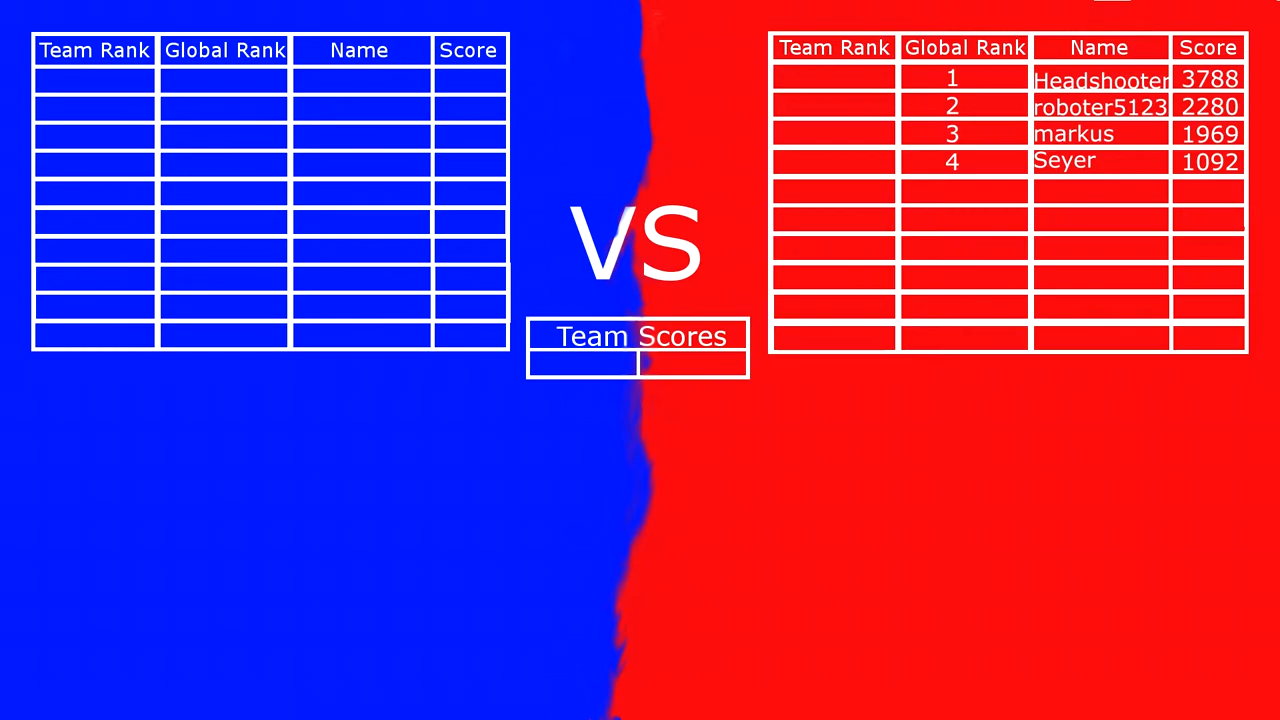 Team Rank Global Rank Name Score
VS
Team Scores
Team Rank Global Rank Name Score
1 Headshooter 3788
2 roboter5123 2280
3 markus 1969
4 Seyer 1092